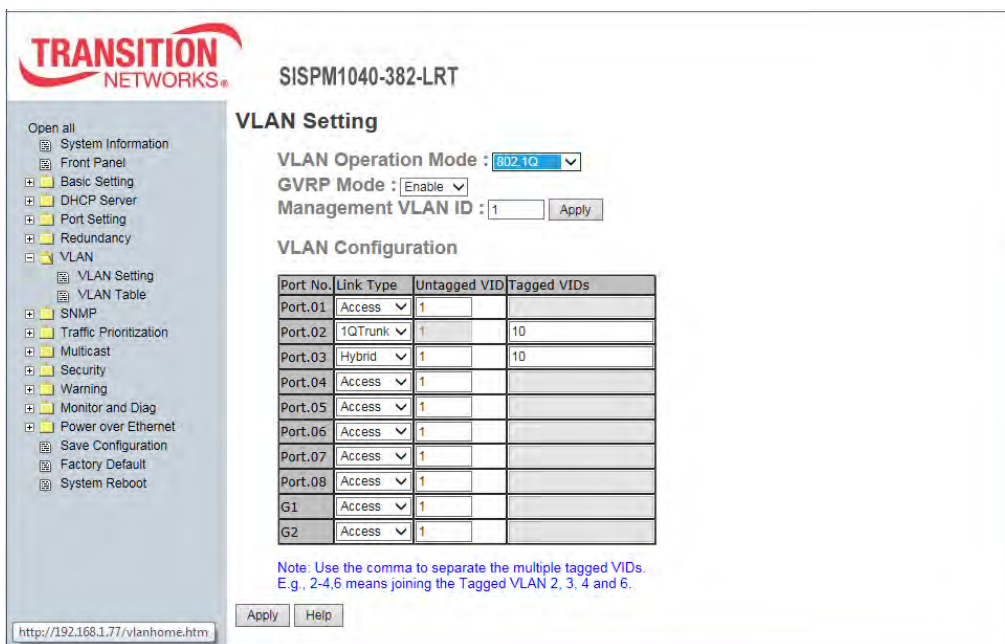 TRANSITION
NETWORKS®
SISPM1040-382-LRT
Open all
System Information
Front Panel
Basic Setting
DHCP Server
Port Setting
Redundancy
VLAN
VLAN Setting
VLAN Table
SNMP
Traffic Prioritization
Multicast
Security
Warning
Monitor and Diag
Power over Ethernet
Save Configuration
Factory Default
System Reboot
http://192.168.1.77/vlanhome.htm
VLAN Setting
VLAN Operation Mode : 802.1Q
GVRP Mode : Enable
Management VLAN ID : 1 Apply
VLAN Configuration
Port No. Link Type Untagged VID Tagged VIDs
Port.01 Access 1
Port.02 1QTrunk 1 10
Port.03 Hybrid 1 10
Port.04 Access 1
Port.05 Access 1
Port.06 Access 1
Port.07 Access 1
Port.08 Access 1
G1 Access 1
G2 Access 1
Note: Use the comma to separate the multiple tagged VIDs.
E.g., 2-4,6 means joining the Tagged VLAN 2, 3, 4 and 6.
Apply Help